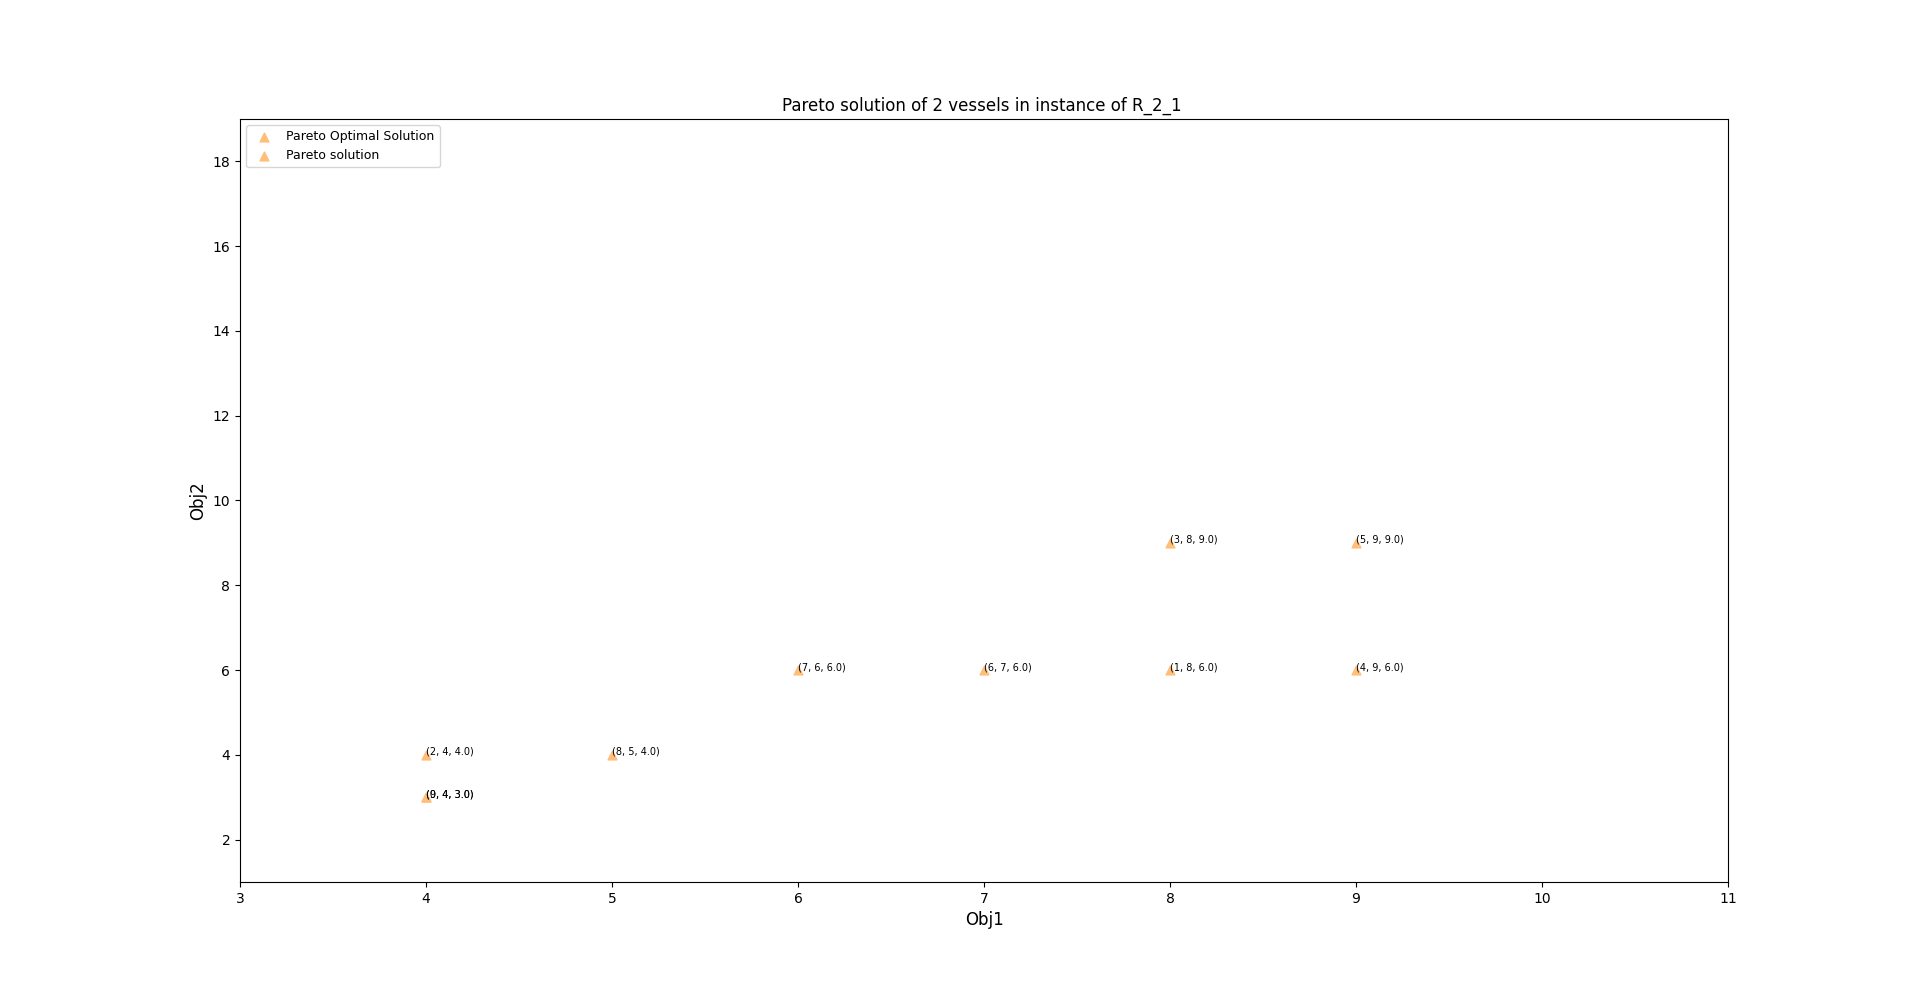 Pareto solution of 2 vessels in instance of R_2_1
Pareto Optimal Solution
Pareto solution
18
16
14
12
10
8
6
4
2
Obj2
(3, 8, 9.0)
(5, 9, 9.0)
(7, 6, 6.0)
(6, 7, 6.0)
(1, 8, 6.0)
(4, 9, 6.0)
(2, 4, 4.0)
(8, 5, 4.0)
(9, 4, 3.0)
3
4
5
6
7
8
9
10
11
Obj1